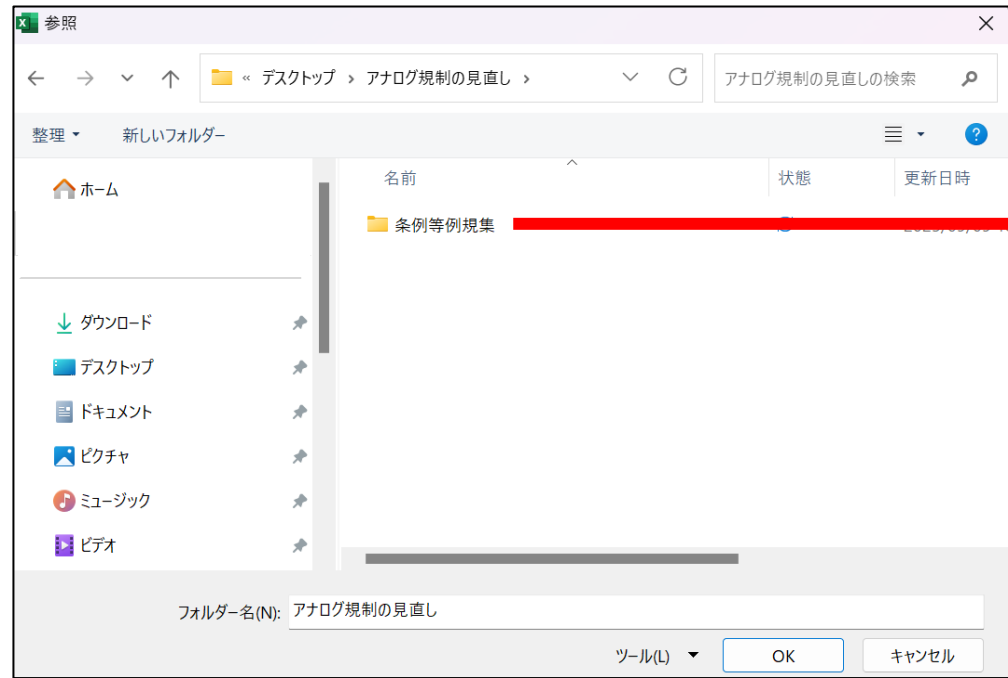 参照
« デスクトップ › アナログ規制の見直し ›
アナログ規制の見直しの検索
整理 新しいフォルダー
名前 状態 更新日時
ホーム
条例等例規集
ダウンロード
デスクトップ
ドキュメント
ピクチャ
ミュージック
ビデオ
フォルダー名(N): アナログ規制の見直し
ツール(L) OK キャンセル